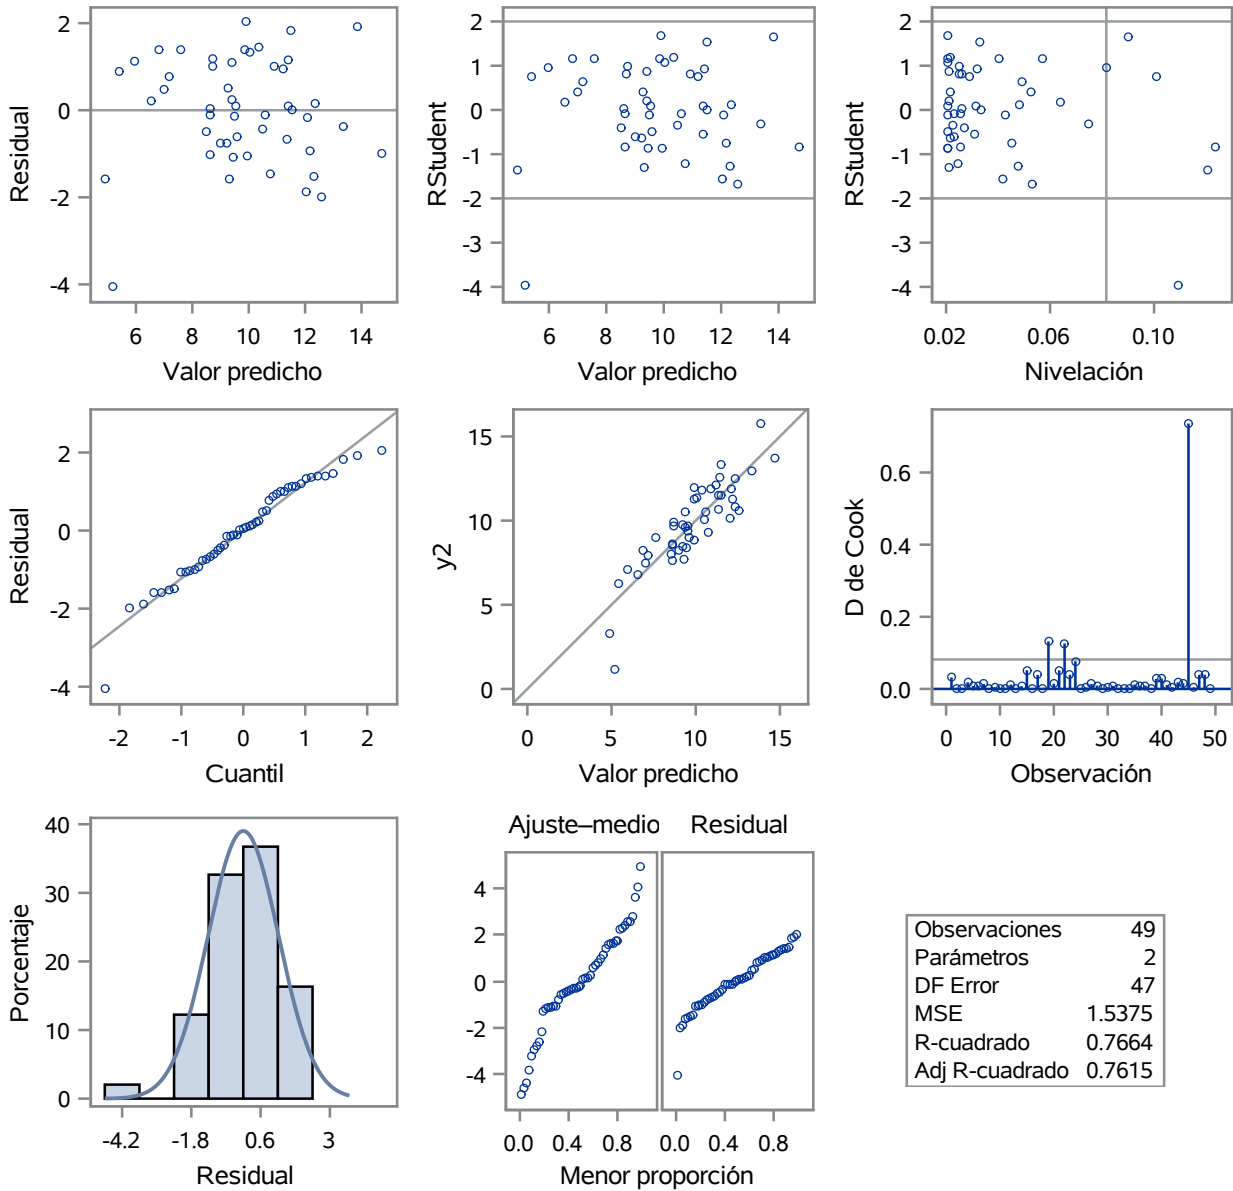 2
0
-2
-4
Residual
6 8 10 12 14
Valor predicho
2
1
0
-1
-2
-3
-4
RStudent
6 8 10 12 14
Valor predicho
2
1
0
-1
-2
-3
-4
RStudent
0.02 0.06 0.10
Nivelación
2
0
-2
-4
Residual
-2 -1 0 1 2
Cuantil
15
10
5
0
y2
0 5 10 15
Valor predicho
0.6
0.4
0.2
0.0
D de Cook
0 10 20 30 40 50
Observación
40
30
20
10
0
Porcentaje
-4.2 -1.8 0.6 3
Residual
Ajuste–medio Residual
4
2
0
-2
-4
0.0 0.4 0.8 0.0 0.4 0.8
Menor proporción
Observaciones 49
Parámetros 2
DF Error 47
MSE 1.5375
R-cuadrado 0.7664
Adj R-cuadrado 0.7615